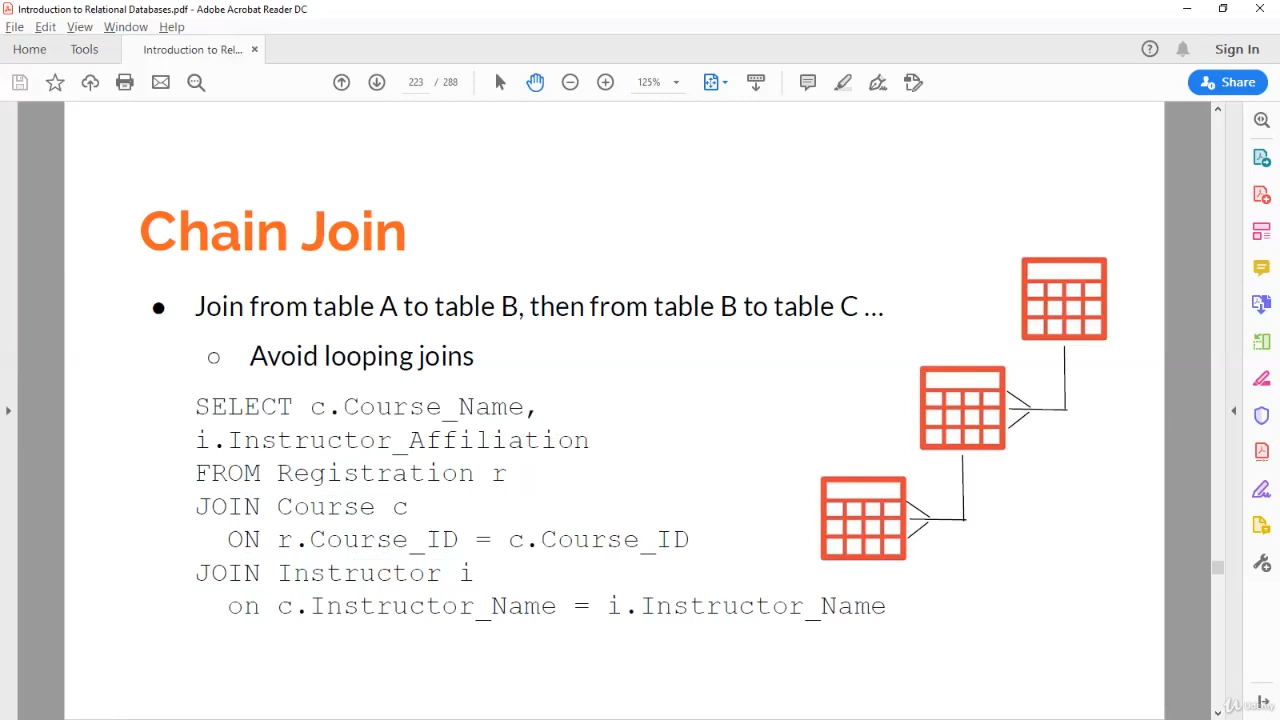 Introduction to Relational Databases.pdf - Adobe Acrobat Reader DC
File Edit View Window Help
Home Tools Introduction to Rel... × Sign In
223 / 288 125% Share
Chain Join
● Join from table A to table B, then from table B to table C ...
○ Avoid looping joins
SELECT c.Course_Name,
i.Instructor_Affiliation
FROM Registration r
JOIN Course c
ON r.Course_ID = c.Course_ID
JOIN Instructor i
on c.Instructor_Name = i.Instructor_Name
Udemy